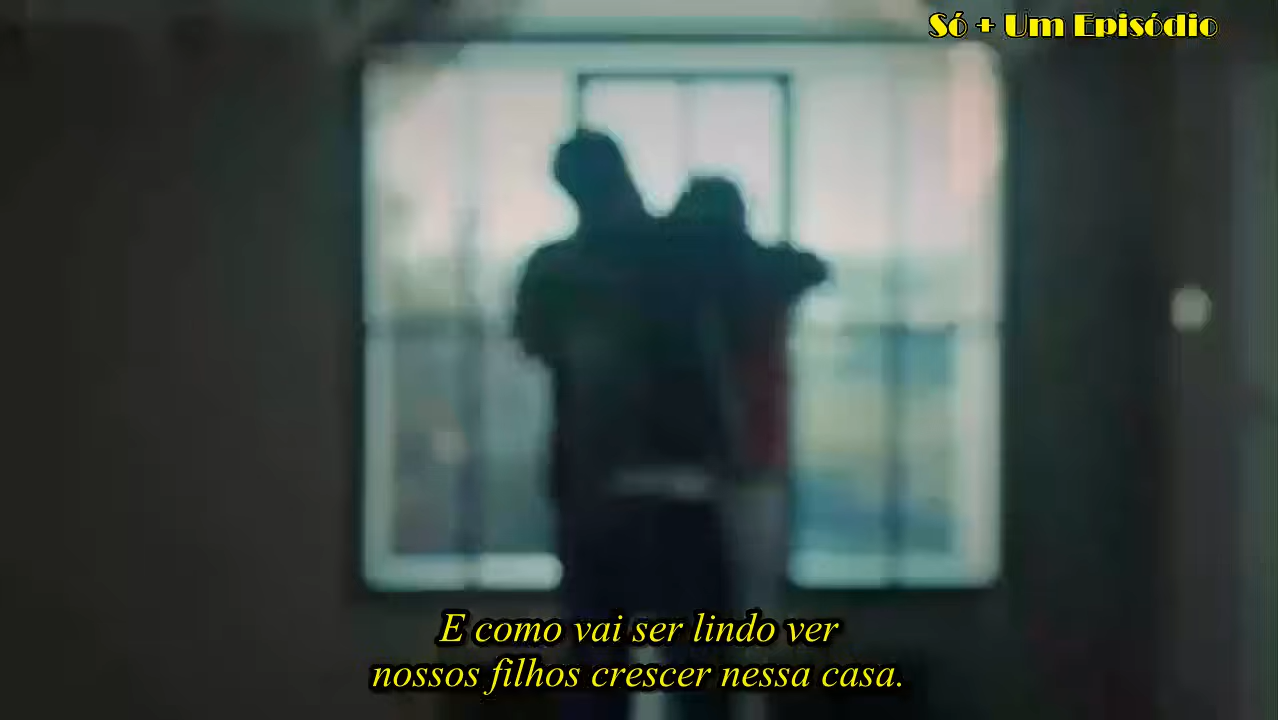 Só + Um Episódio
E como vai ser lindo ver
nossos filhos crescer nessa casa.